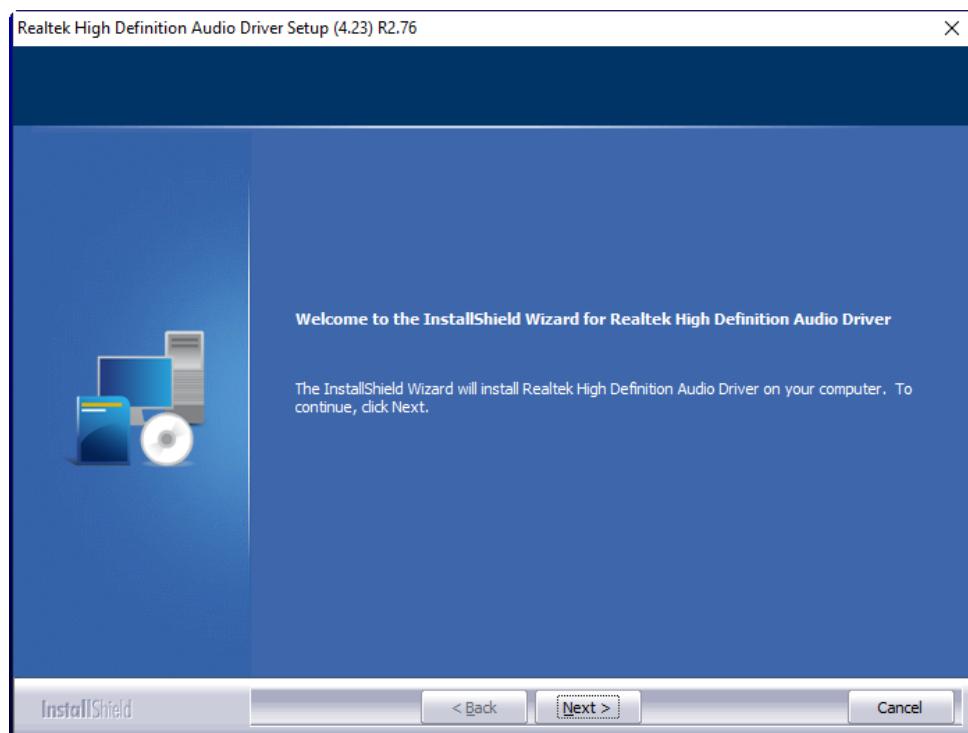 Realtek High Definition Audio Driver Setup (4.23) R2.76
Welcome to the InstallShield Wizard for Realtek High Definition Audio Driver
The InstallShield Wizard will install Realtek High Definition Audio Driver on your computer.  To
continue, click Next.
InstallShield
< Back
Next >
Cancel